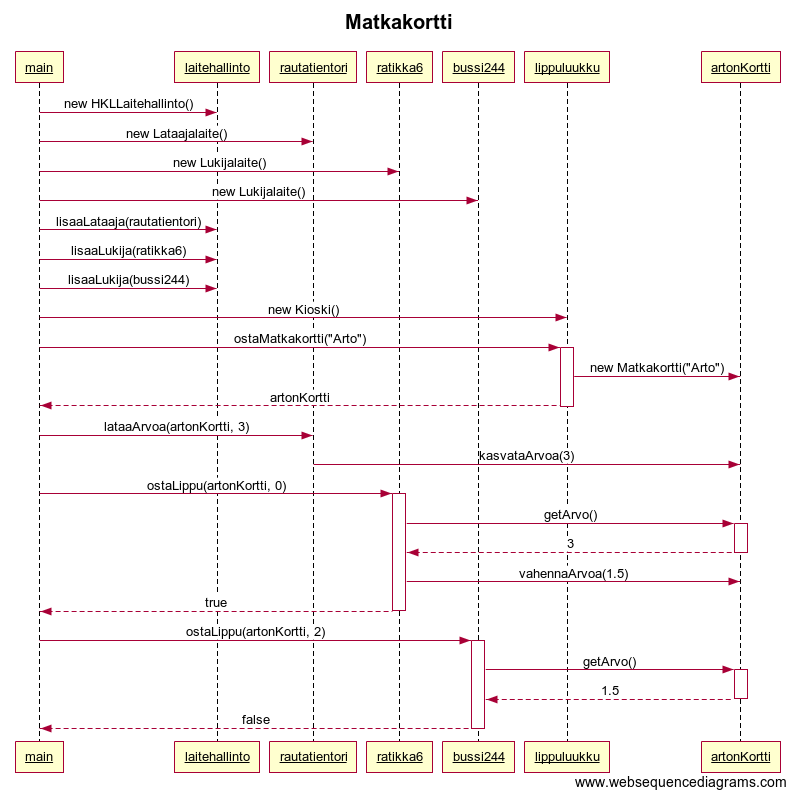 Matkakortti
main laitehallinto rautatientori ratikka6 bussi244 lippuluukku artonKortti
new HKLLaitehallinto()
new Lataajalaite()
new Lukijalaite()
new Lukijalaite()
lisaaLataaja(rautatientori)
lisaaLukija(ratikka6)
lisaaLukija(bussi244)
new Kioski()
ostaMatkakortti("Arto")
new Matkakortti("Arto")
artonKortti
lataaArvoa(artonKortti, 3)
kasvataArvoa(3)
ostaLippu(artonKortti, 0)
getArvo()
3
vahennaArvoa(1.5)
true
ostaLippu(artonKortti, 2)
getArvo()
1.5
false
main laitehallinto rautatientori ratikka6 bussi244 lippuluukku artonKortti
www.websequencediagrams.com